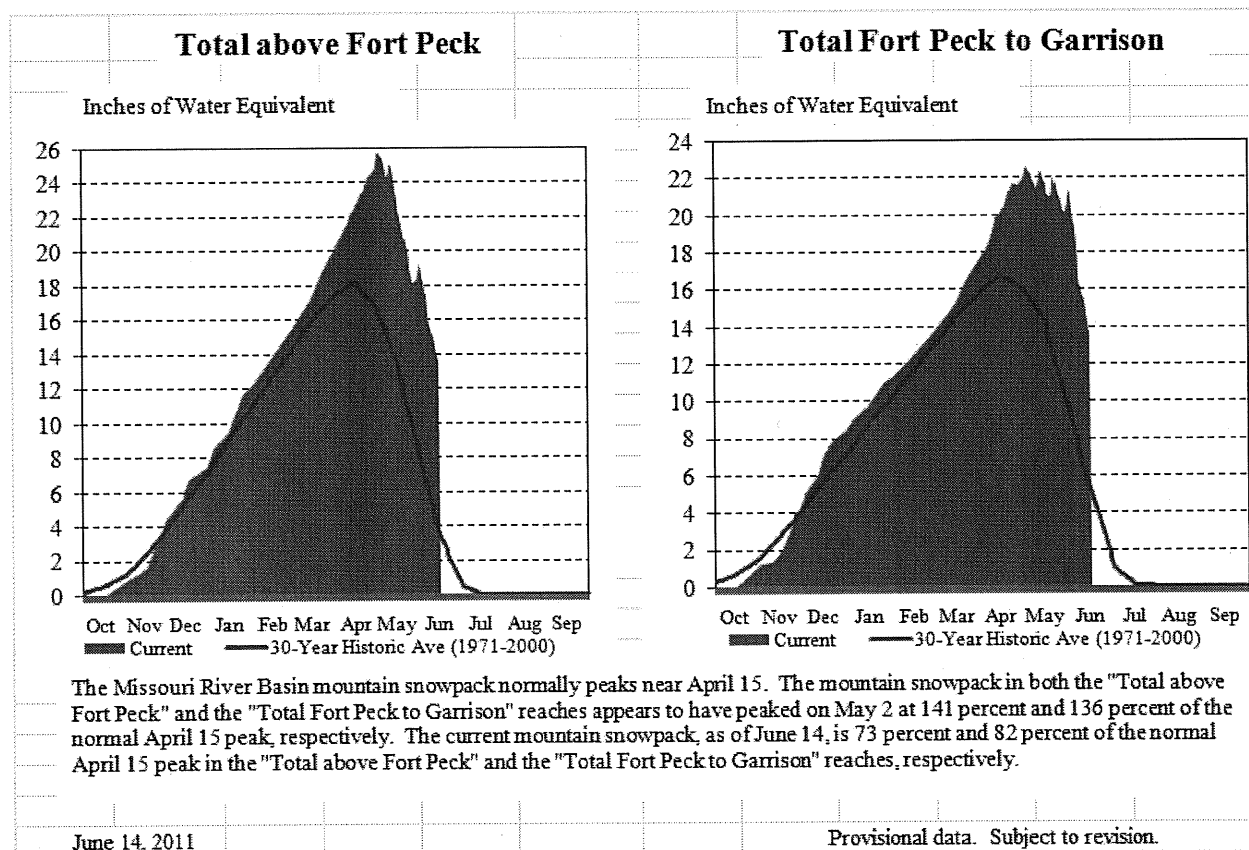 Total above Fort Peck
Inches of Water Equivalent
26
24
22
20
18
16
14
12
10
8
6
4
2
0
Oct Nov Dec Jan Feb Mar Apr May Jun Jul Aug Sep
Current 30-Year Historic Ave (1971-2000)
Total Fort Peck to Garrison
Inches of Water Equivalent
24
22
20
18
16
14
12
10
8
6
4
2
0
Oct Nov Dec Jan Feb Mar Apr May Jun Jul Aug Sep
Current 30-Year Historic Ave (1971-2000)
The Missouri River Basin mountain snowpack normally peaks near April 15. The mountain snowpack in both the "Total above
Fort Peck" and the "Total Fort Peck to Garrison" reaches appears to have peaked on May 2 at 141 percent and 136 percent of the
normal April 15 peak, respectively. The current mountain snowpack, as of June 14, is 73 percent and 82 percent of the normal
April 15 peak in the "Total above Fort Peck" and the "Total Fort Peck to Garrison" reaches, respectively.
June 14, 2011
Provisional data. Subject to revision.